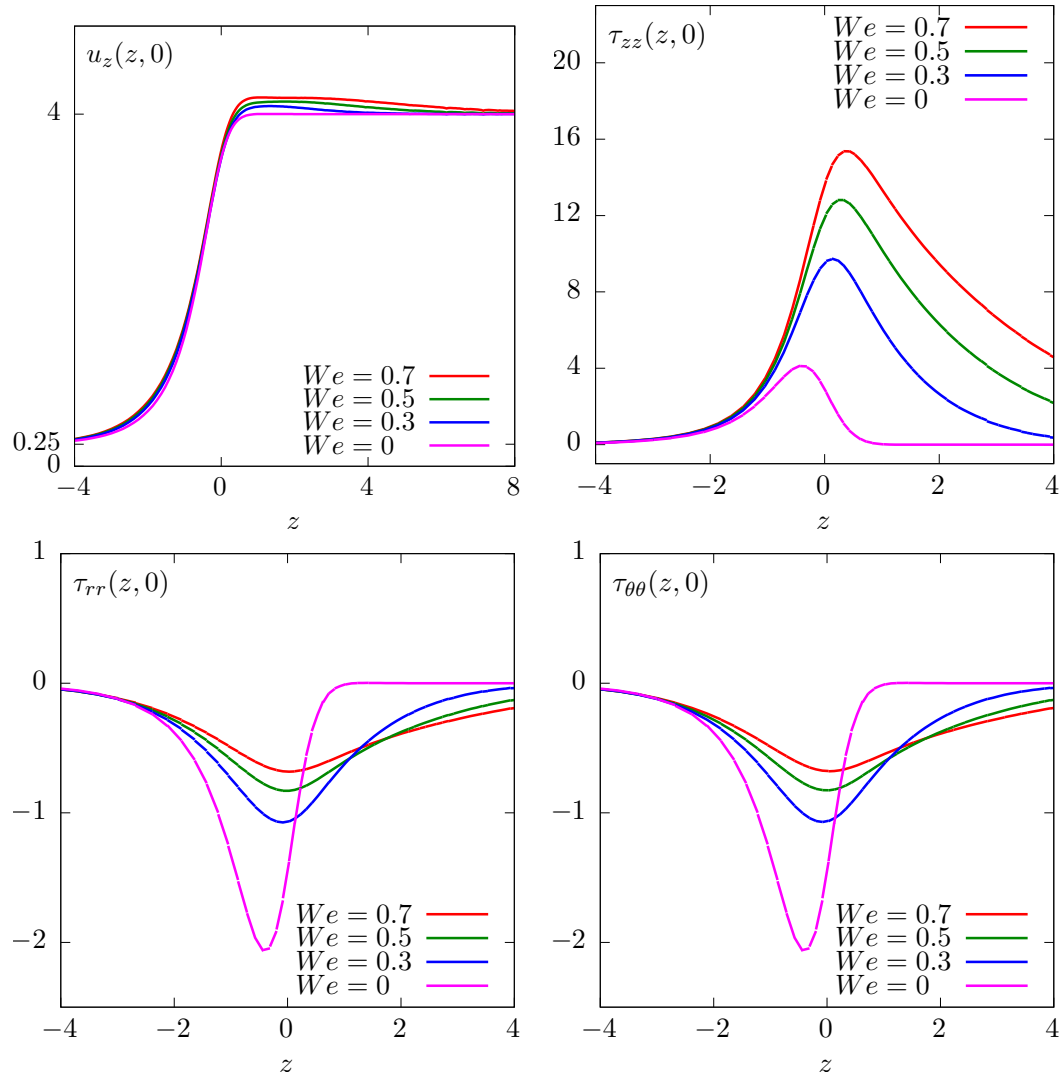 u_z(z, 0)
4
0.25
0
We = 0.7
We = 0.5
We = 0.3
We = 0
−4 0 4 8
z
τ_zz(z, 0)
We = 0.7
We = 0.5
We = 0.3
We = 0
20
16
12
8
4
0
−4 −2 0 2 4
z
τ_rr(z, 0)
1
0
−1
−2
We = 0.7
We = 0.5
We = 0.3
We = 0
−4 −2 0 2 4
z
τ_θθ(z, 0)
1
0
−1
−2
We = 0.7
We = 0.5
We = 0.3
We = 0
−4 −2 0 2 4
z